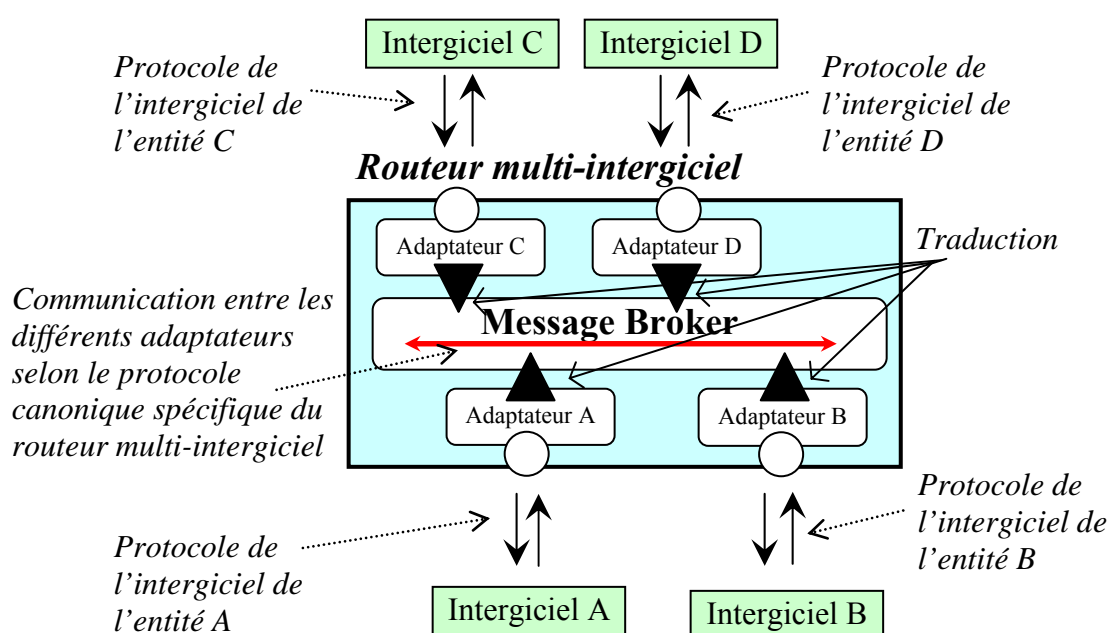 Intergiciel C
Intergiciel D
Protocole de
l’intergiciel de
l’entité C
Protocole de
l’intergiciel de
l’entité D
Routeur multi-intergiciel
Adaptateur C
Adaptateur D
Traduction
Communication entre les
différents adaptateurs
selon le protocole
canonique spécifique du
routeur multi-intergiciel
Message Broker
Adaptateur A
Adaptateur B
Protocole de
l’intergiciel de
l’entité A
Protocole de
l’intergiciel de
l’entité B
Intergiciel A
Intergiciel B